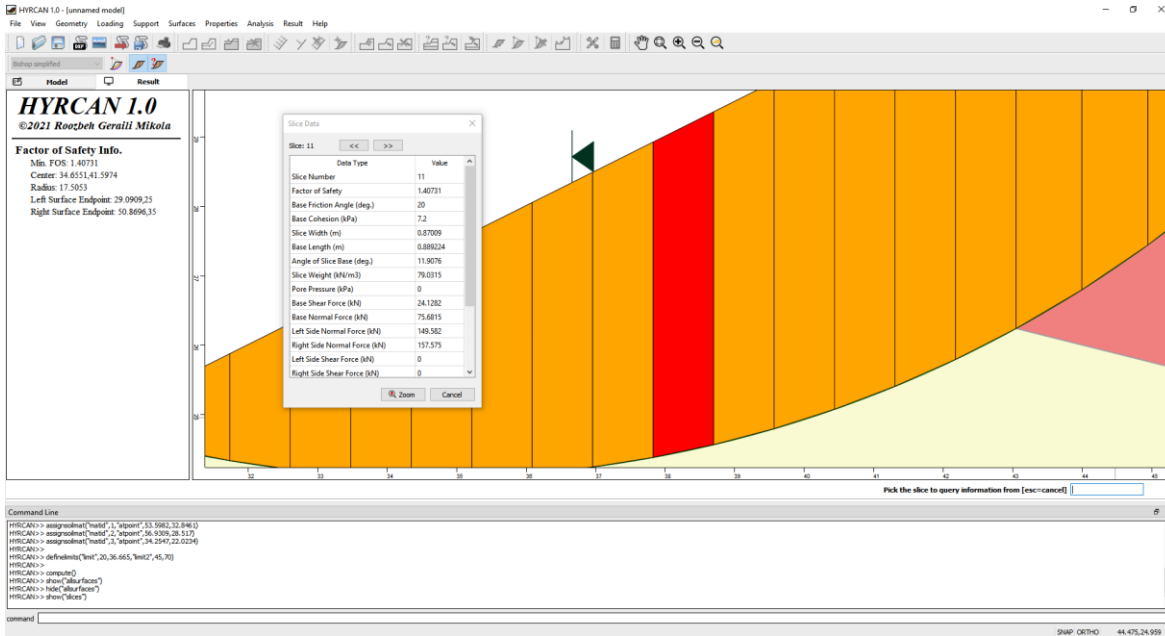 HYRCAN 1.0 - [unnamed model]
File View Geometry Loading Support Surfaces Properties Analysis Result Help
DXF
Bishop simplified
Model Result
HYRCAN 1.0
©2021 Roozbeh Geraili Mikola
Factor of Safety Info.
Min. FOS: 1.40731
Center: 34.6551,41.5974
Radius: 17.5053
Left Surface Endpoint: 29.0909,25
Right Surface Endpoint: 50.8696,35
Slice Data
Slice: 11 << >>
Data Type Value
Slice Number 11
Factor of Safety 1.40731
Base Friction Angle (deg.) 20
Base Cohesion (kPa) 7.2
Slice Width (m) 0.87009
Base Length (m) 0.889224
Angle of Slice Base (deg.) 11.9076
Slice Weight (kN/m3) 79.0315
Pore Pressure (kPa) 0
Base Shear Force (kN) 24.1282
Base Normal Force (kN) 75.6815
Left Side Normal Force (kN) 149.582
Right Side Normal Force (kN) 157.575
Left Side Shear Force (kN) 0
Right Side Shear Force (kN) 0
Zoom Cancel
32 33 34 35 36 37 38 39 40 41 42 43 44 45
Pick the slice to query information from [esc=cancel]
Command Line
HYRCAN>> assignsoilmat("matid",1,"atpoint",53.5982,32.8461)
HYRCAN>> assignsoilmat("matid",2,"atpoint",56.9309,28.517)
HYRCAN>> assignsoilmat("matid",3,"atpoint",34.2547,22.0234)
HYRCAN>>
HYRCAN>> definelimits("limit",20,36.665,"limit2",45,70)
HYRCAN>>
HYRCAN>> compute()
HYRCAN>> show("allsurfaces")
HYRCAN>> hide("allsurfaces")
HYRCAN>> show("slices")
command
SNAP ORTHO 44.475,24.959